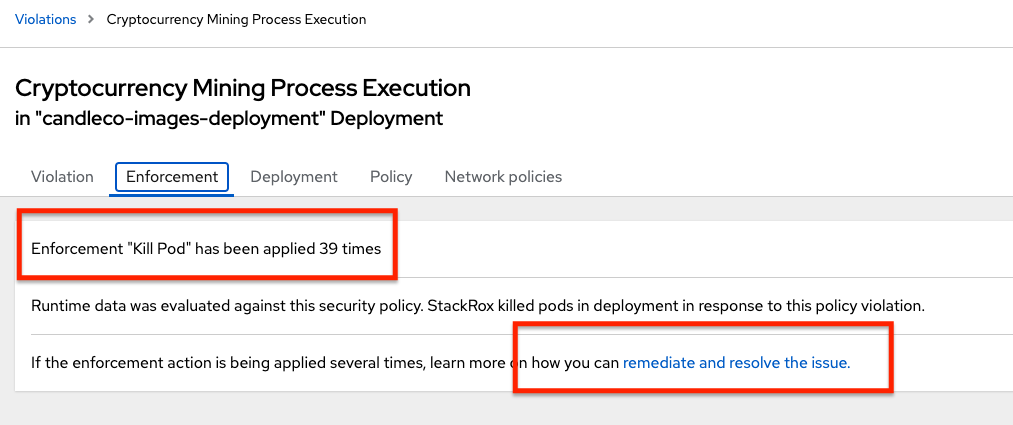 Violations > Cryptocurrency Mining Process Execution
Cryptocurrency Mining Process Execution
in "candleco-images-deployment" Deployment
Violation Enforcement Deployment Policy Network policies
Enforcement "Kill Pod" has been applied 39 times
Runtime data was evaluated against this security policy. StackRox killed pods in deployment in response to this policy violation.
If the enforcement action is being applied several times, learn more on how you can remediate and resolve the issue.